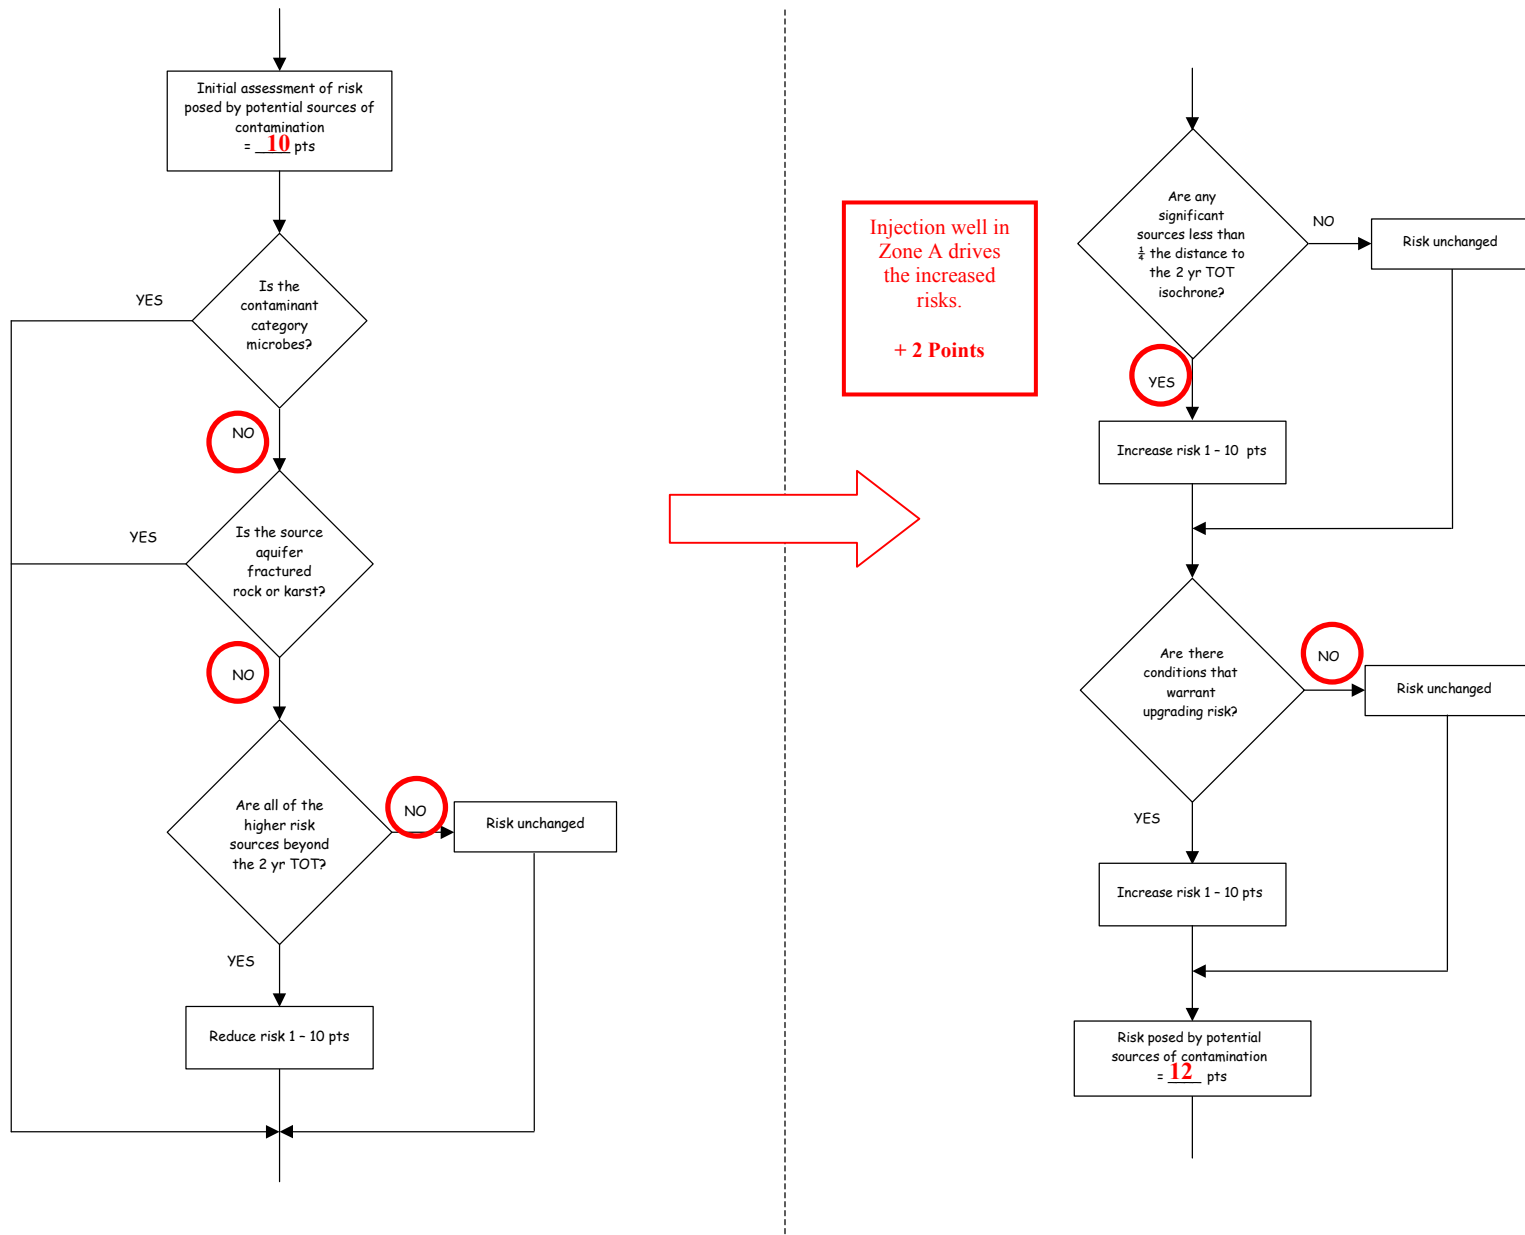 Initial assessment of risk
posed by potential sources of
contamination
= 10 pts
Is the
contaminant
category
microbes?
YES
NO
Is the source
aquifer
fractured
rock or karst?
YES
NO
Are all of the
higher risk
sources beyond
the 2 yr TOT?
NO
Risk unchanged
YES
Reduce risk 1 – 10 pts
Injection well in
Zone A drives
the increased
risks.
+ 2 Points
Are any
significant
sources less than
¼ the distance to
the 2 yr TOT
isochrone?
NO
Risk unchanged
YES
Increase risk 1 – 10 pts
Are there
conditions that
warrant
upgrading risk?
NO
Risk unchanged
YES
Increase risk 1 – 10 pts
Risk posed by potential
sources of contamination
= 12 pts